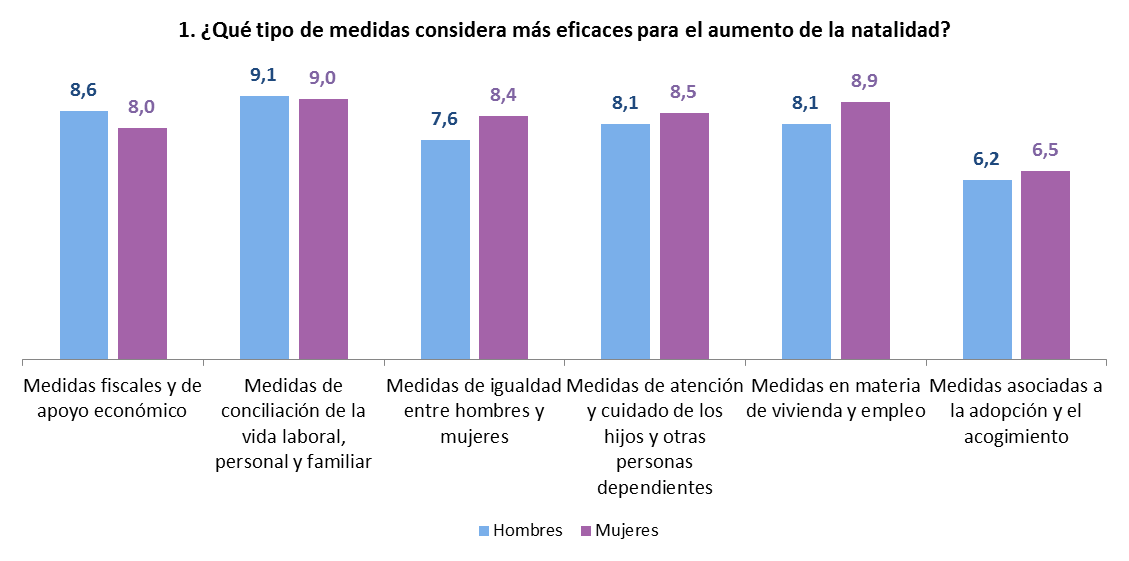 1. ¿Qué tipo de medidas considera más eficaces para el aumento de la natalidad?
8,6
8,0
9,1
9,0
7,6
8,4
8,1
8,5
8,1
8,9
6,2
6,5
Medidas fiscales y de
apoyo económico
Medidas de
conciliación de la
vida laboral,
personal y familiar
Medidas de igualdad
entre hombres y
mujeres
Medidas de atención
y cuidado de los
hijos y otras
personas
dependientes
Medidas en materia
de vivienda y empleo
Medidas asociadas a
la adopción y el
acogimiento
Hombres
Mujeres